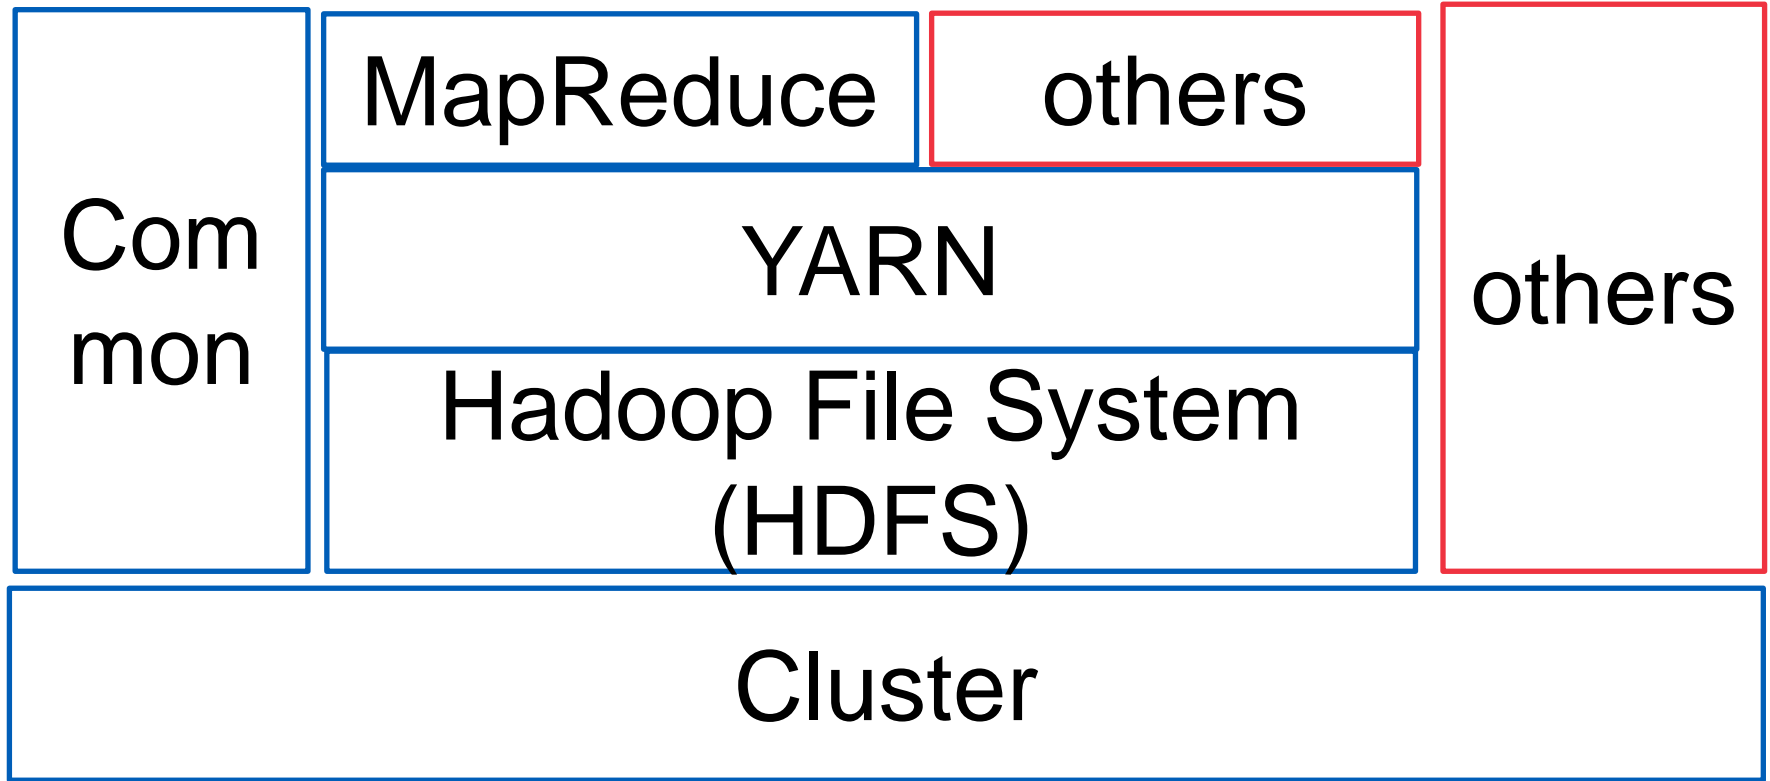 Com
mon
MapReduce
others
YARN
Hadoop File System
(HDFS)
others
Cluster